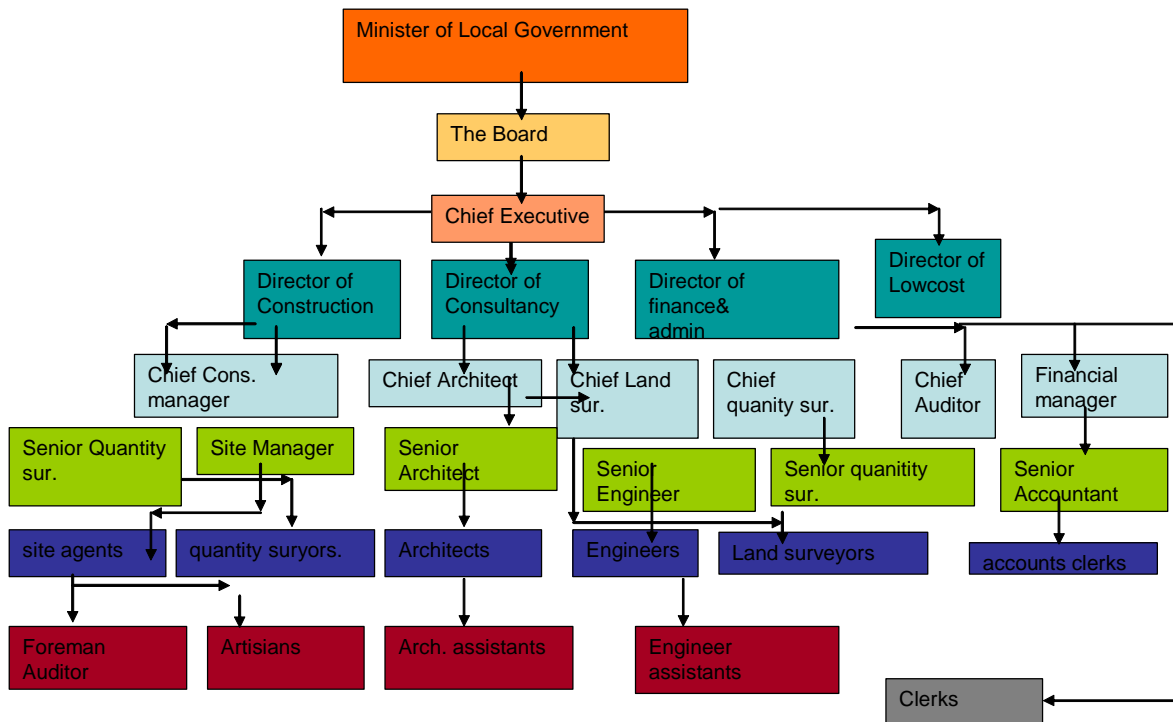 Minister of Local Government
The Board
Chief Executive
Director of
Construction
Director of
Consultancy
Director of
finance&
admin
Director of
Lowcost
Chief Cons.
manager
Chief Architect
Chief Land
sur.
Chief
quanity sur.
Chief
Auditor
Financial
manager
Senior Quantity
sur.
Site Manager
Senior
Architect
Senior
Engineer
Senior quanitity
sur.
Senior
Accountant
site agents
quantity suryors.
Architects
Engineers
Land surveyors
accounts clerks
Foreman
Auditor
Artisians
Arch. assistants
Engineer
assistants
Clerks